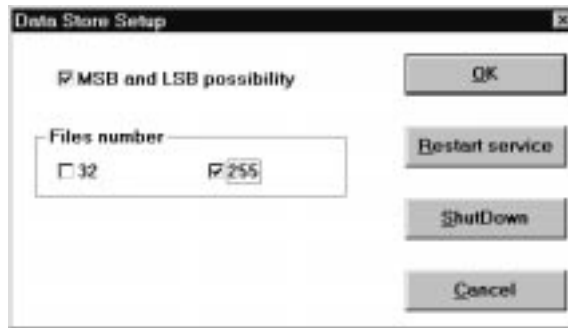 Data Store Setup
MSB and LSB possibility
OK
Files number
32
255
Restart service
ShutDown
Cancel